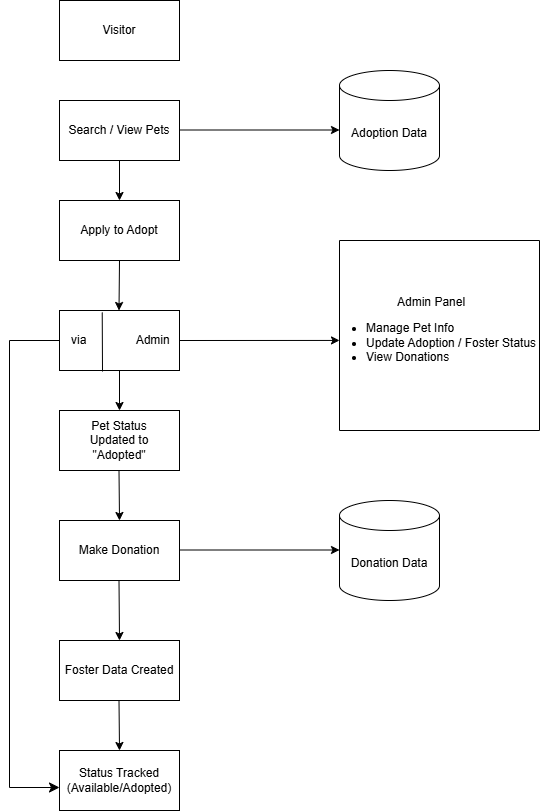 Visitor
Search / View Pets
Adoption Data
Apply to Adopt
Admin Panel
• Manage Pet Info
• Update Adoption / Foster Status
• View Donations
via
Admin
Pet Status
Updated to
"Adopted"
Make Donation
Donation Data
Foster Data Created
Status Tracked
(Available/Adopted)